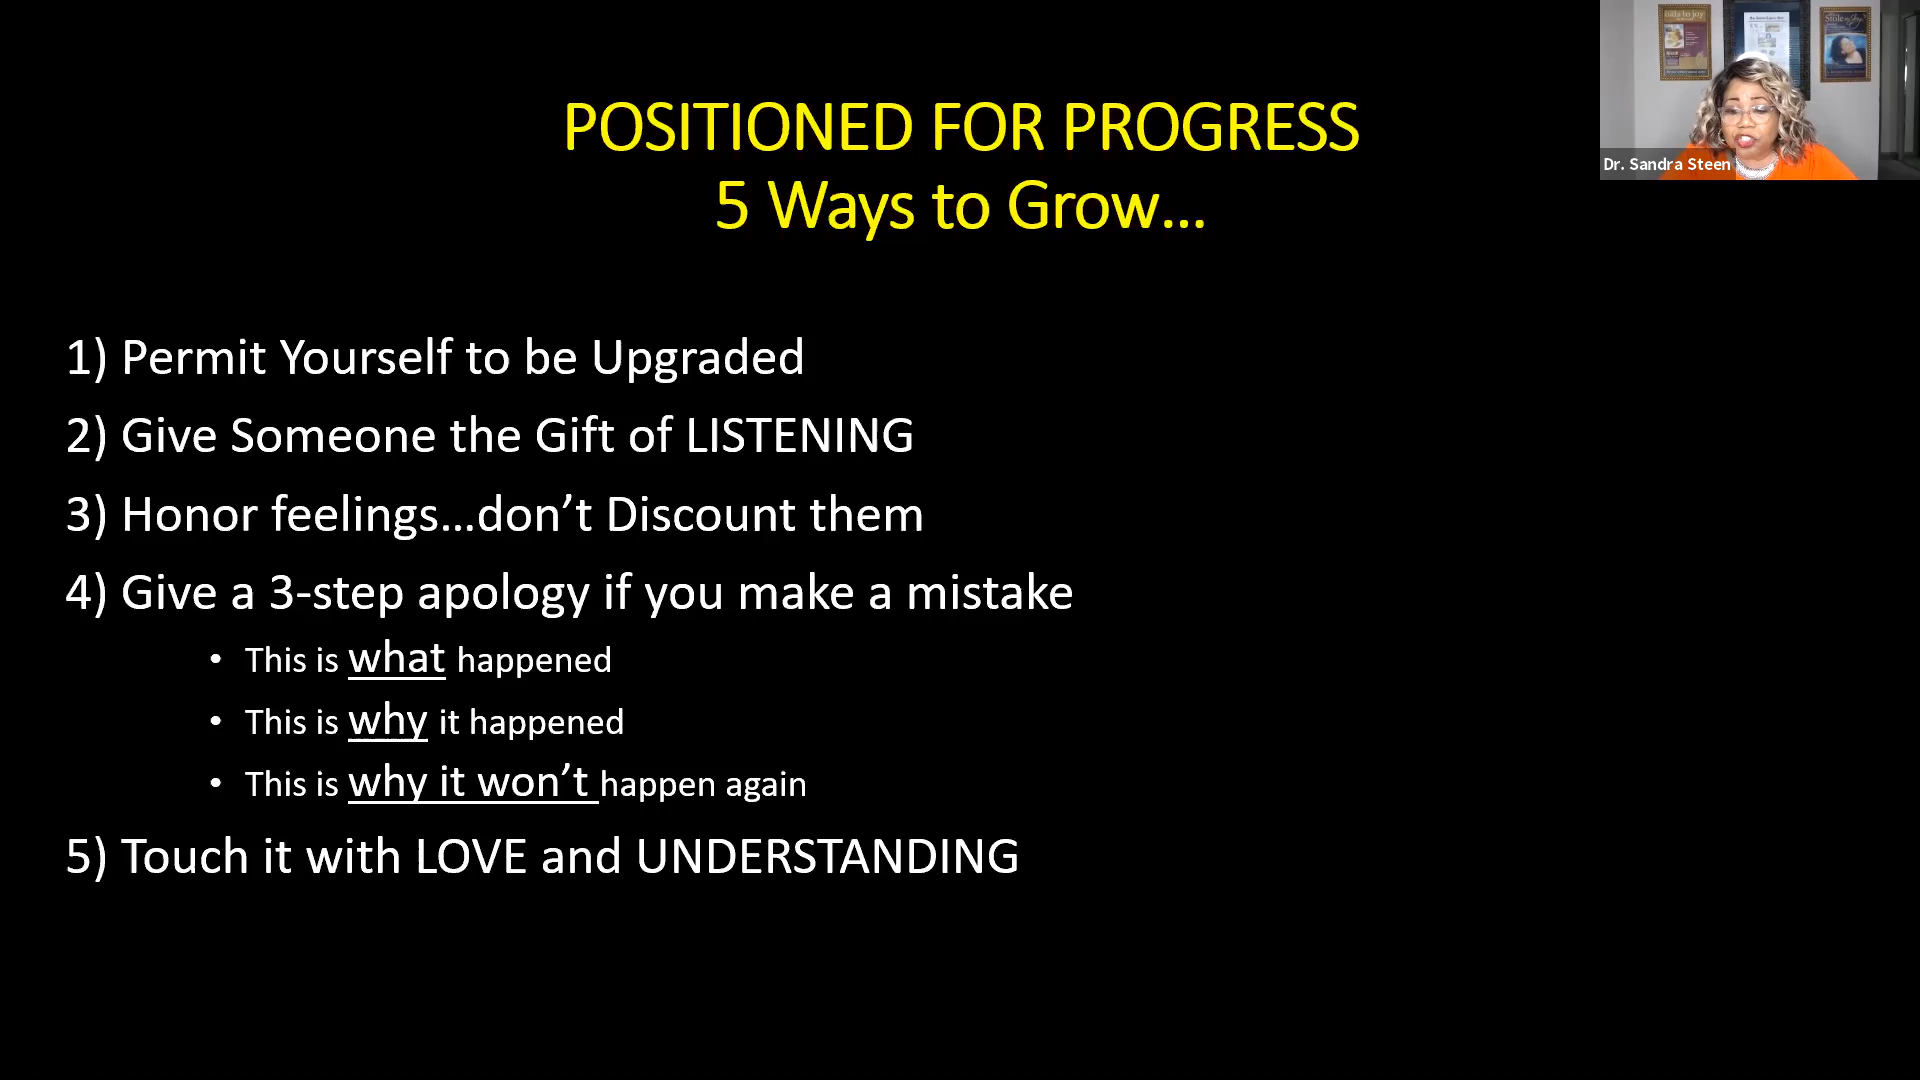 POSITIONED FOR PROGRESS
5 Ways to Grow...
1) Permit Yourself to be Upgraded
2) Give Someone the Gift of LISTENING
3) Honor feelings...don’t Discount them
4) Give a 3-step apology if you make a mistake
• This is what happened
• This is why it happened
• This is why it won’t happen again
5) Touch it with LOVE and UNDERSTANDING
Dr. Sandra Steen